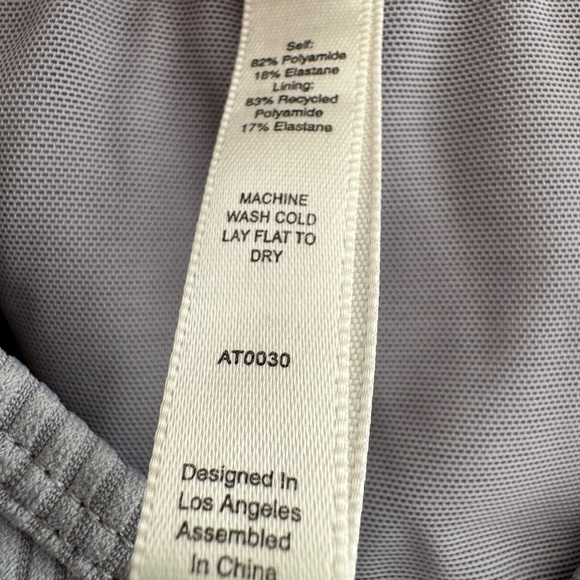 Self:
82% Polyamide
18% Elastane
Lining:
83% Recycled
Polyamide
17% Elastane
MACHINE
WASH COLD
LAY FLAT TO
DRY
AT0030
Designed In
Los Angeles
Assembled
In China